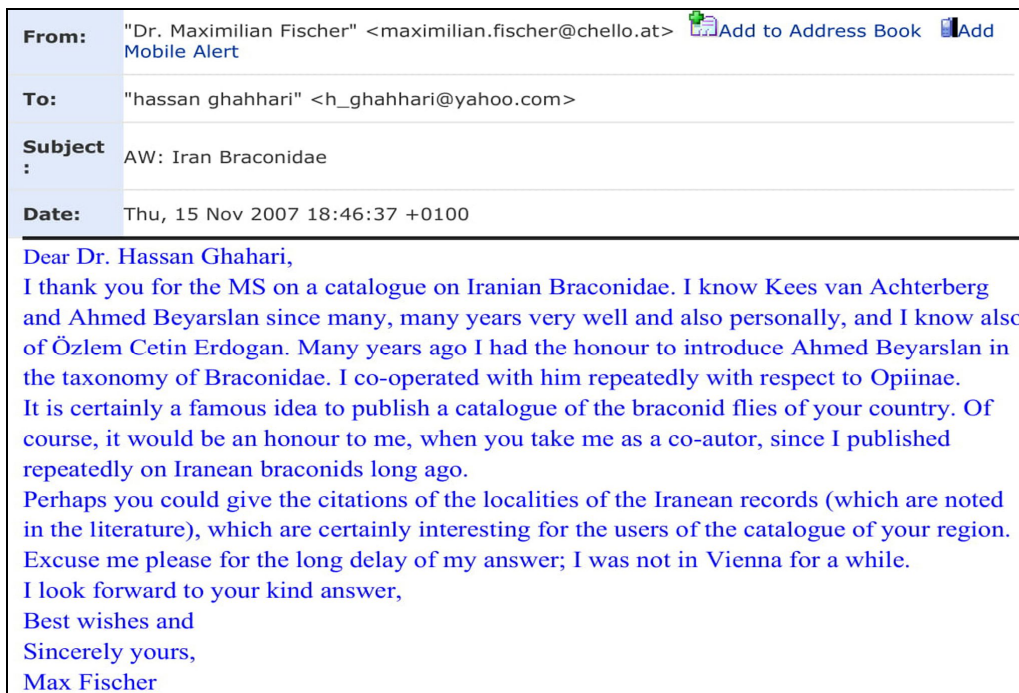 From: "Dr. Maximilian Fischer" <maximilian.fischer@chello.at> Add to Address Book Add
Mobile Alert
To: "hassan ghahhari" <h_ghahhari@yahoo.com>
Subject
: AW: Iran Braconidae
Date: Thu, 15 Nov 2007 18:46:37 +0100
Dear Dr. Hassan Ghahari,
I thank you for the MS on a catalogue on Iranian Braconidae. I know Kees van Achterberg
and Ahmed Beyarslan since many, many years very well and also personally, and I know also
of Özlem Cetin Erdogan. Many years ago I had the honour to introduce Ahmed Beyarslan in
the taxonomy of Braconidae. I co-operated with him repeatedly with respect to Opiinae.
It is certainly a famous idea to publish a catalogue of the braconid flies of your country. Of
course, it would be an honour to me, when you take me as a co-autor, since I published
repeatedly on Iranean braconids long ago.
Perhaps you could give the citations of the localities of the Iranean records (which are noted
in the literature), which are certainly interesting for the users of the catalogue of your region.
Excuse me please for the long delay of my answer; I was not in Vienna for a while.
I look forward to your kind answer,
Best wishes and
Sincerely yours,
Max Fischer